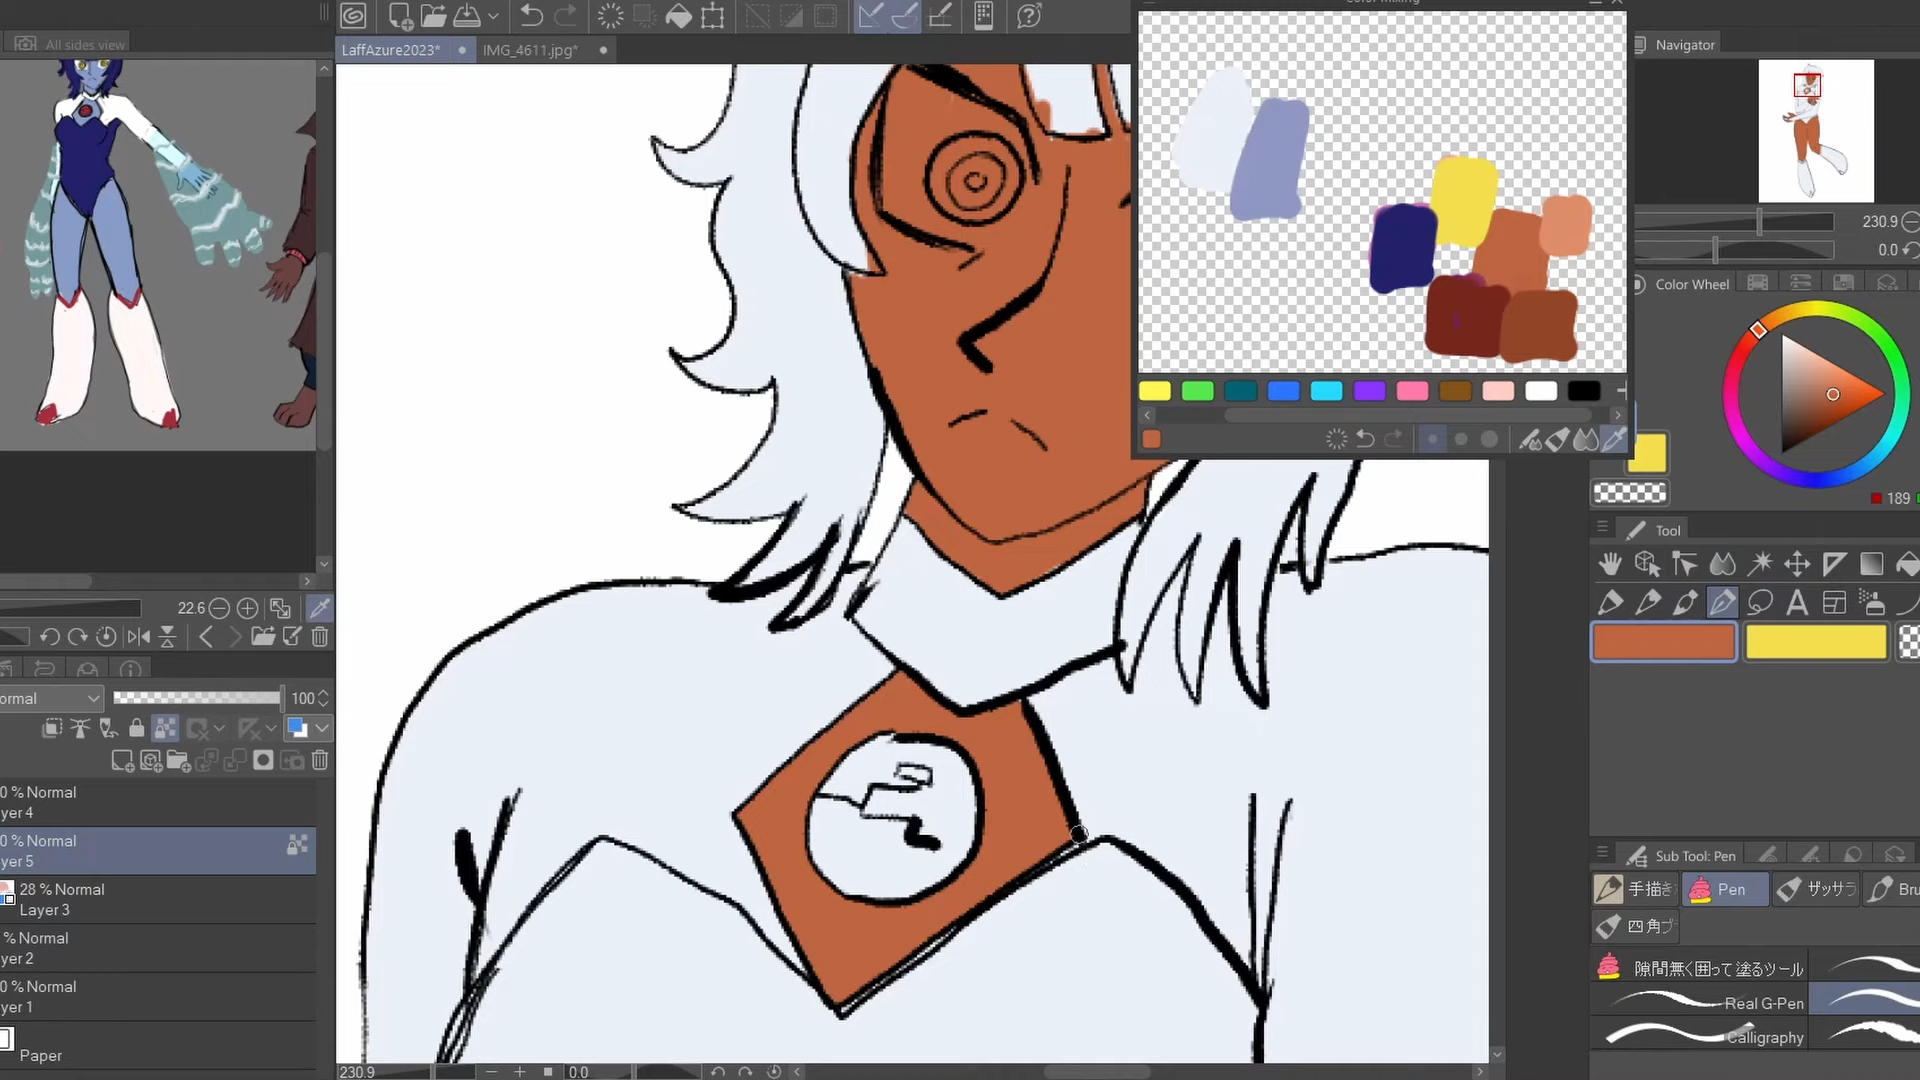 All sides view
LaffAzure2023*
IMG_4611.jpg*
Color Mixing
Navigator
230.9
0.0
Color Wheel
189
Tool
22.6
ormal
100
0 % Normal
yer 4
0 % Normal
yer 5
28 % Normal
Layer 3
% Normal
yer 2
0 % Normal
yer 1
Paper
Sub Tool: Pen
手描き
Pen
ザッサラ
Bru
四角ブ
隙間無く囲って塗るツール
Real G-Pen
Calligraphy
230.9
0.0